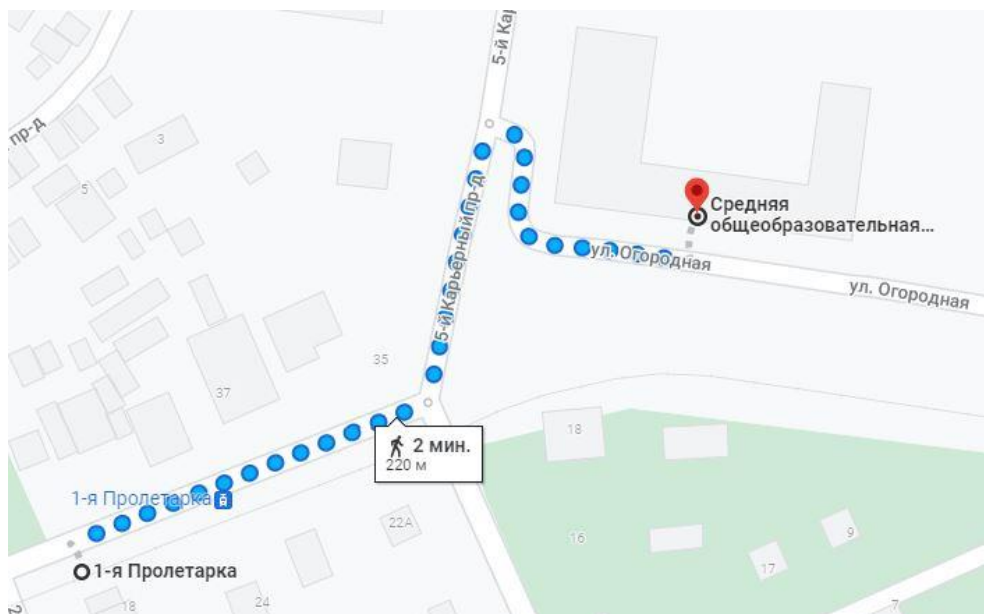 5-й Кар
пр-д
3
5
Средняя
общеобразовательная...
ул. Огородная
ул. Огородная
5-й Карьерный пр-д
35
37
2 мин.
220 м
18
1-я Пролетарка
22А
16
9
17
1-я Пролетарка
18
24
7
2